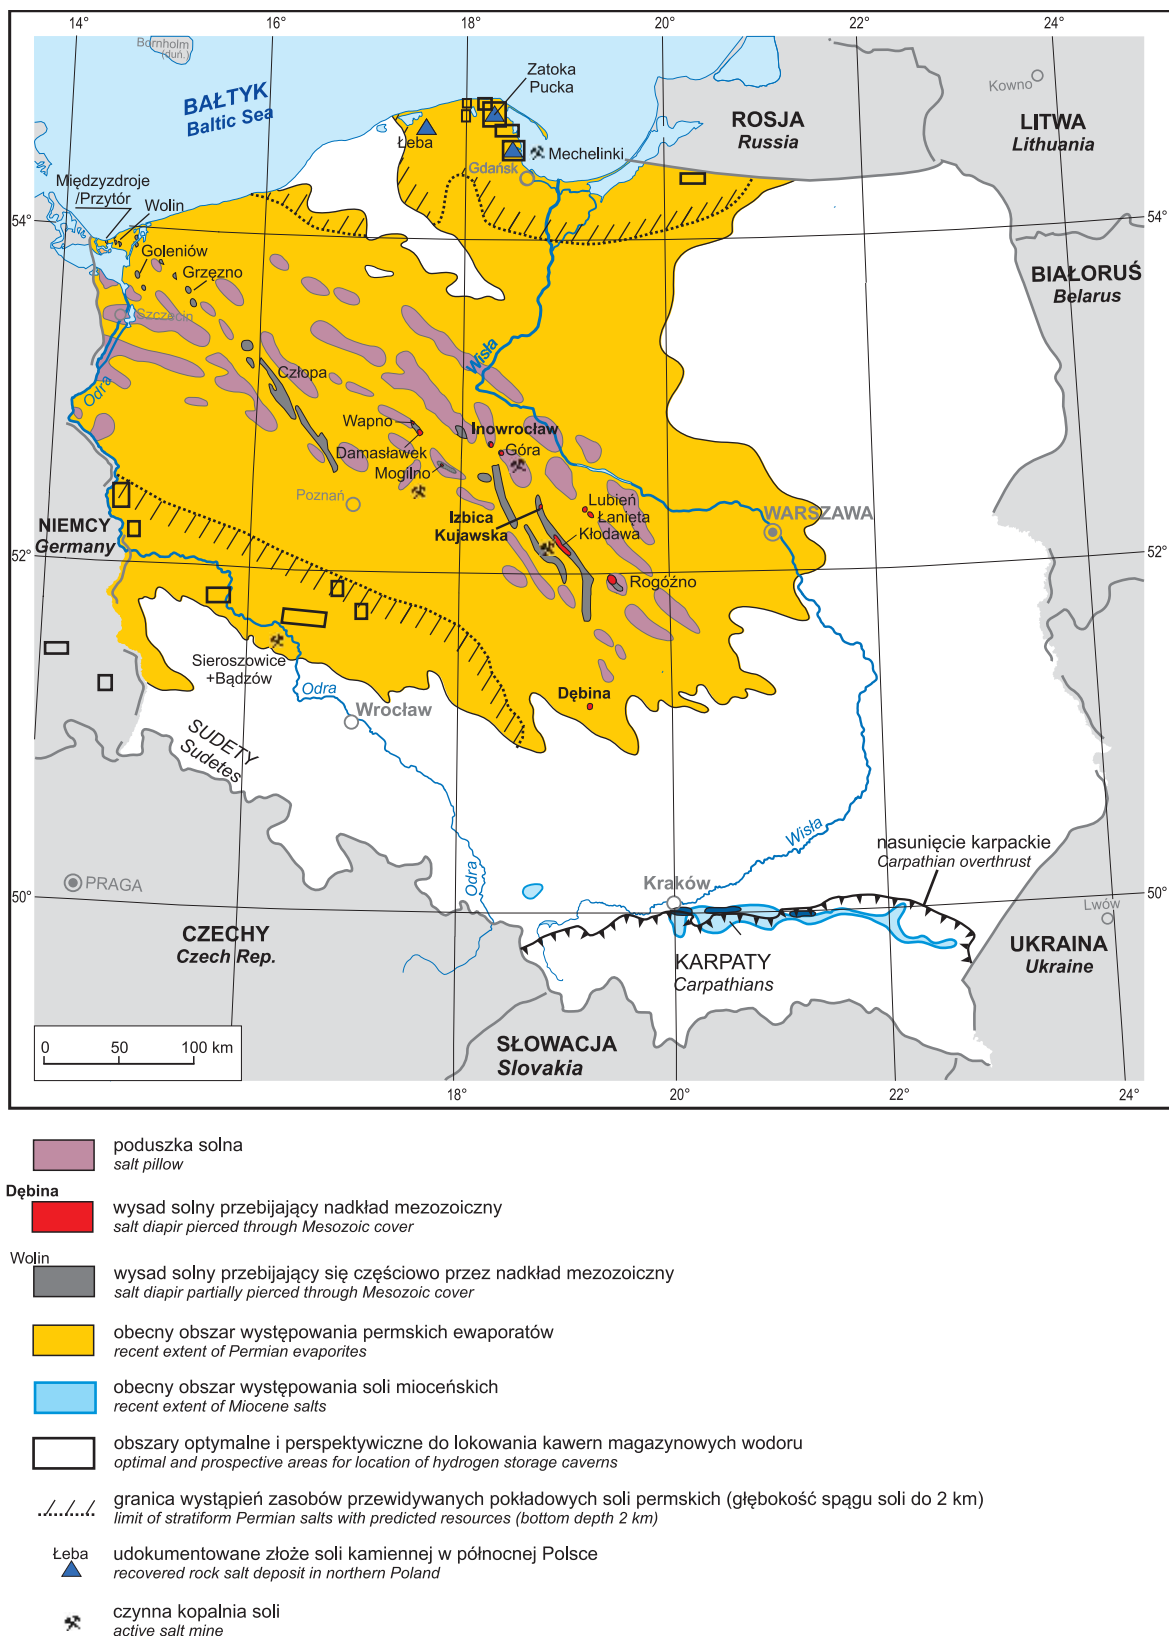 14°
16°
18°
20°
22°
24°
Bornholm
(duń.)
BAŁTYK
Baltic Sea
Zatoka
Pucka
Łeba
Mechelinki
Gdańsk
ROSJA
Russia
Kowno
LITWA
Lithuania
Międzyzdroje
/Przytór
Wolin
54°
54°
Goleniów
Grzęzno
Szczecin
BIAŁORUŚ
Belarus
Wisła
Odra
Człopa
Wapno
Damasławek
Mogilno
Inowrocław
Góra
Poznań
Izbica
Kujawska
Lubień
Łanięta
Kłodawa
WARSZAWA
NIEMCY
Germany
52°
52°
Rogóźno
Sieroszowice
+Bądzów
Odra
Wrocław
Dębina
SUDETY
Sudetes
Wisła
nasunięcie karpackie
Carpathian overthrust
PRAGA
50°
50°
Odra
Kraków
Lwów
CZECHY
Czech Rep.
KARPATY
Carpathians
UKRAINA
Ukraine
SŁOWACJA
Slovakia
0 50 100 km
18°
20°
22°
24°
poduszka solna
salt pillow
Dębina
wysad solny przebijający nadkład mezozoiczny
salt diapir pierced through Mesozoic cover
Wolin
wysad solny przebijający się częściowo przez nadkład mezozoiczny
salt diapir partially pierced through Mesozoic cover
obecny obszar występowania permskich ewaporatów
recent extent of Permian evaporites
obecny obszar występowania soli mioceńskich
recent extent of Miocene salts
obszary optymalne i perspektywiczne do lokowania kawern magazynowych wodoru
optimal and prospective areas for location of hydrogen storage caverns
granica wystąpień zasobów przewidywanych pokładowych soli permskich (głębokość spągu soli do 2 km)
limit of stratiform Permian salts with predicted resources (bottom depth 2 km)
Łeba
udokumentowane złoże soli kamiennej w północnej Polsce
recovered rock salt deposit in northern Poland
czynna kopalnia soli
active salt mine